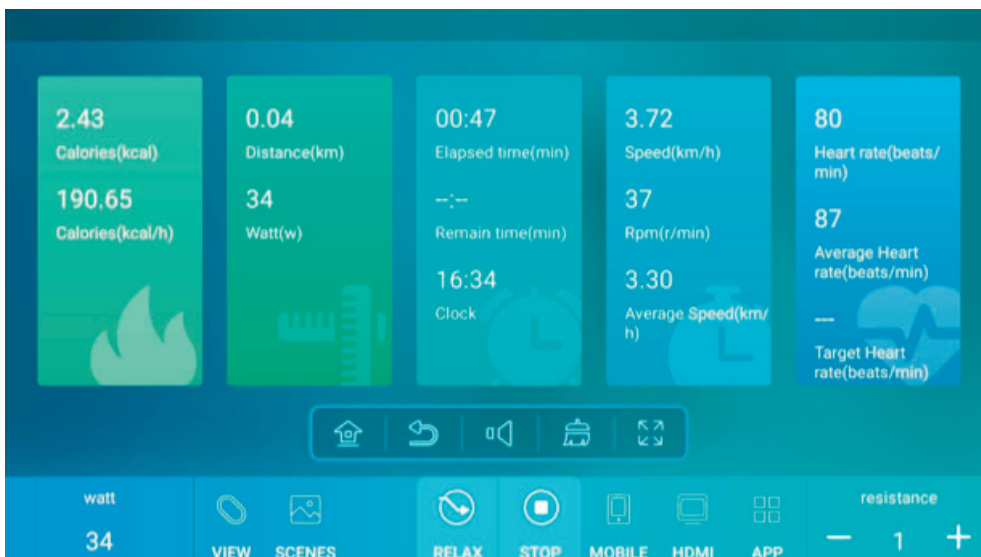 2.43
Calories(kcal)
190.65
Calories(kcal/h)
0.04
Distance(km)
34
Watt(w)
00:47
Elapsed time(min)
--:--
Remain time(min)
16:34
Clock
3.72
Speed(km/h)
37
Rpm(r/min)
3.30
Average Speed(km/
h)
80
Heart rate(beats/
min)
87
Average Heart
rate(beats/min)
---
Target Heart
rate(beats/min)
watt
34
VIEW
SCENES
RELAX
STOP
MOBILE
HDMI
APP
resistance
— 1 +